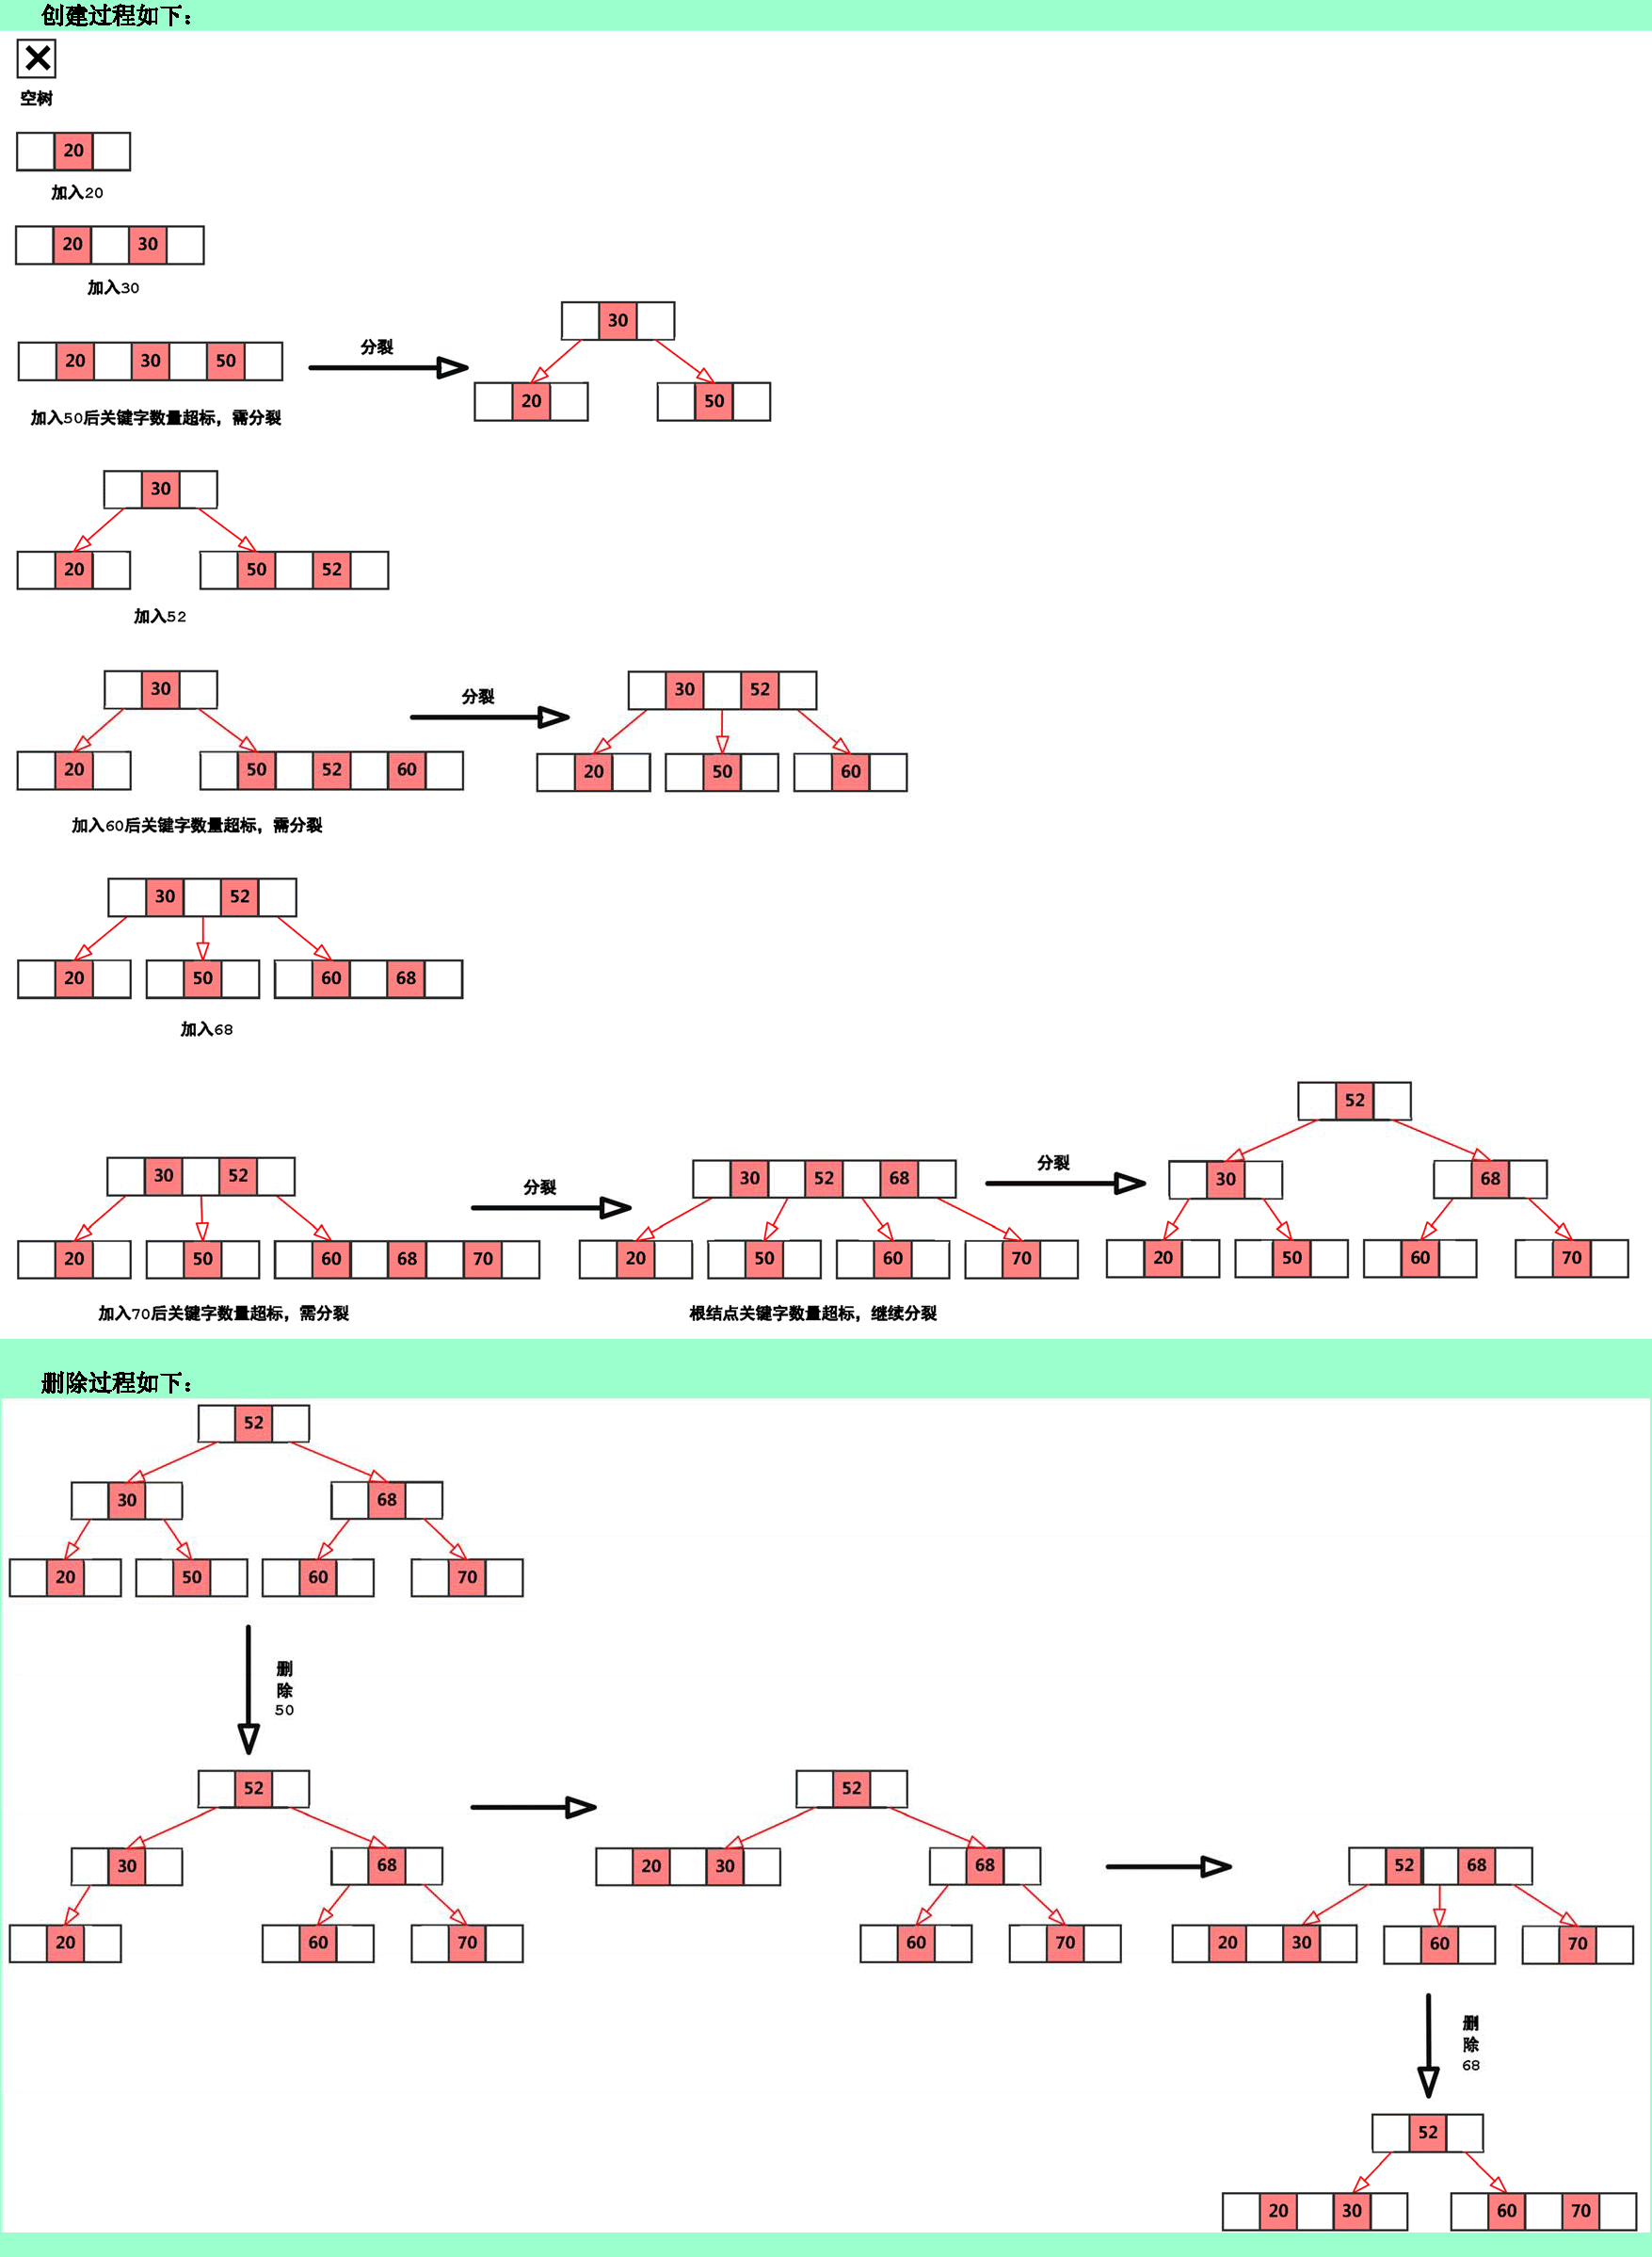 创建过程如下：
空树
20
加入20
20 30
加入30
30
20 30 50
分裂
20 50
加入50后关键字数量超标，需分裂
30
20 50 52
加入52
30
分裂
30 52
20 50 52 60
20 50 60
加入60后关键字数量超标，需分裂
30 52
20 50 60 68
加入68
52
30 52
分裂
30 52 68
分裂
30 68
20 50 60 68 70
20 50 60 70
20 50 60 70
加入70后关键字数量超标，需分裂
根结点关键字数量超标，继续分裂
删除过程如下：
52
30 68
20 50 60 70
删
除
50
52
52
30 68
20 30
68
52 68
20 60 70
60 70
20 30 60 70
删
除
68
52
20 30 60 70